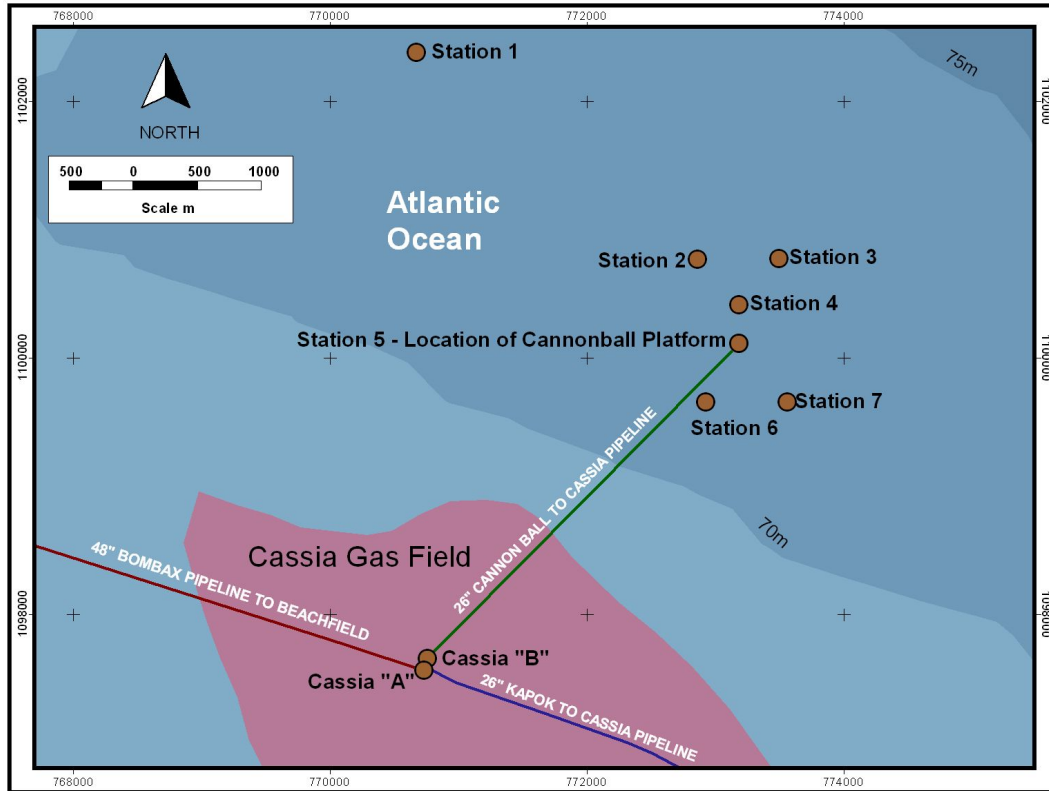 768000 770000 772000 774000
Station 1
75m
1102000 1102000
NORTH
500 0 500 1000
Scale m
Atlantic
Ocean
Station 2 Station 3
Station 4
Station 5 - Location of Cannonball Platform
1100000 1100000
Station 7
Station 6
26" CANNON BALL TO CASSIA PIPELINE
70m
Cassia Gas Field
48" BOMBAX PIPELINE TO BEACHFIELD
1098000 1098000
Cassia "B"
Cassia "A"
26" KAPOK TO CASSIA PIPELINE
768000 770000 772000 774000